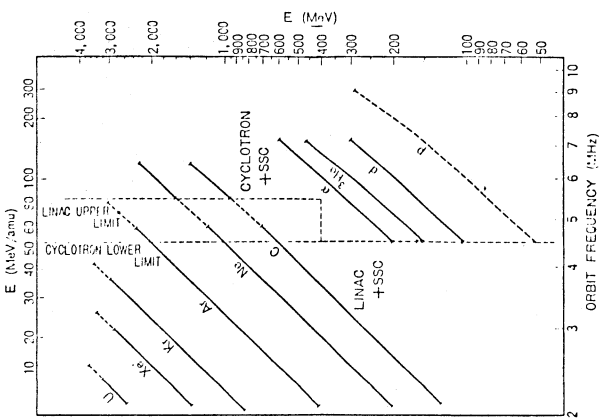 E (MeV)
4,000
3,000
2,000
1,000
900
800
700
600
500
400
300
200
100
90
80
70
60
50
E (MeV/amu)
300
200
100
80
60
50
40
30
20
10
LINAC UPPER
LIMIT
CYCLOTRON LOWER
LIMIT
CYCLOTRON
+SSC
LINAC
+SSC
U
Xe
Kr
Ar
Ne
C
α
3He
d
P
10
9
8
7
6
5
4
3
2
ORBIT FREQUENCY (MHz)